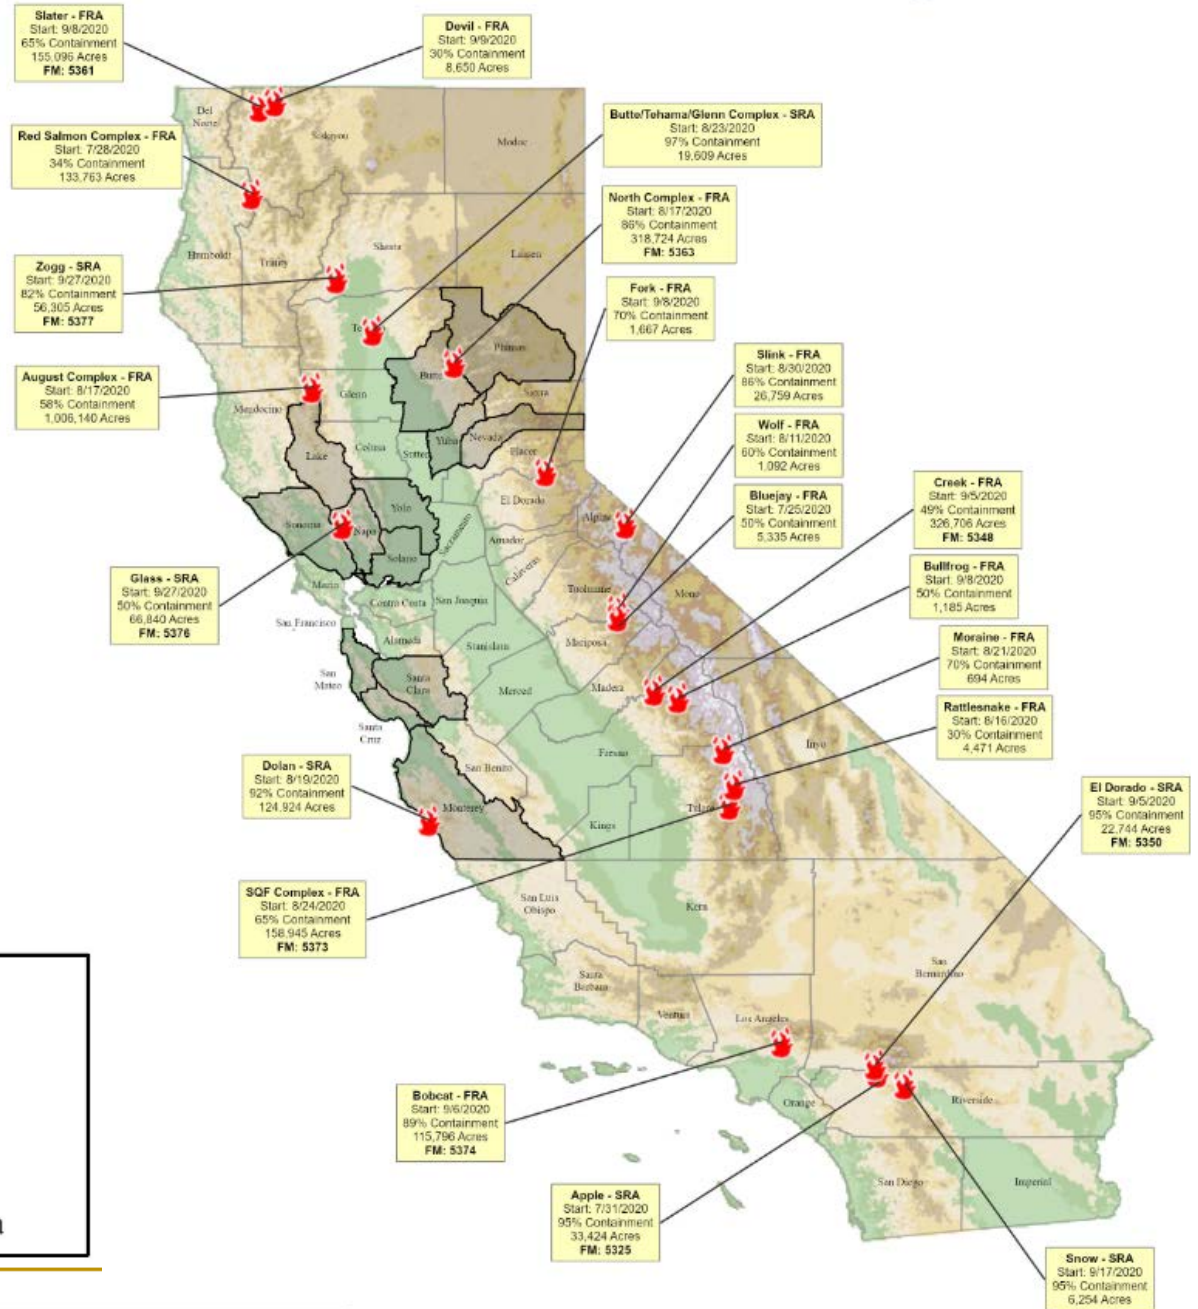 Slater - FRA
Start: 9/8/2020
65% Containment
155,096 Acres
FM: 5361
Devil - FRA
Start: 9/9/2020
30% Containment
8,650 Acres
Red Salmon Complex - FRA
Start: 7/28/2020
34% Containment
133,763 Acres
Butte/Tehama/Glenn Complex - SRA
Start: 8/23/2020
97% Containment
19,609 Acres
North Complex - FRA
Start: 8/17/2020
86% Containment
318,724 Acres
FM: 5363
Zogg - SRA
Start: 9/27/2020
82% Containment
56,305 Acres
FM: 5377
Fork - FRA
Start: 9/8/2020
70% Containment
1,667 Acres
August Complex - FRA
Start: 8/17/2020
58% Containment
1,006,140 Acres
Slink - FRA
Start: 8/30/2020
86% Containment
26,759 Acres
Wolf - FRA
Start: 8/11/2020
60% Containment
1,092 Acres
Bluejay - FRA
Start: 7/25/2020
50% Containment
5,335 Acres
Creek - FRA
Start: 9/5/2020
49% Containment
326,706 Acres
FM: 5348
Bullfrog - FRA
Start: 9/8/2020
50% Containment
1,185 Acres
Glass - SRA
Start: 9/27/2020
50% Containment
66,840 Acres
FM: 5376
Moraine - FRA
Start: 8/21/2020
70% Containment
694 Acres
Rattlesnake - FRA
Start: 8/16/2020
30% Containment
4,471 Acres
Dolan - SRA
Start: 8/19/2020
92% Containment
124,924 Acres
El Dorado - SRA
Start: 9/5/2020
95% Containment
22,744 Acres
FM: 5350
SQF Complex - FRA
Start: 8/24/2020
65% Containment
158,945 Acres
FM: 5373
Bobcat - FRA
Start: 9/6/2020
89% Containment
115,796 Acres
FM: 5374
Apple - SRA
Start: 7/31/2020
95% Containment
33,424 Acres
FM: 5325
Snow - SRA
Start: 9/17/2020
95% Containment
6,254 Acres
Del
Norte
Siskiyou
Modoc
Humboldt
Trinity
Shasta
Lassen
Plumas
Butte
Glenn
Mendocino
Sierra
Lake
Colusa
Sutter
Yuba
Nevada
Placer
El Dorado
Sonoma
Napa
Yolo
Solano
Sacramento
Amador
Alpine
Calaveras
Tuolumne
Mono
Marin
Contra Costa
San Joaquin
San Francisco
Alameda
Stanislaus
Mariposa
San
Mateo
Santa
Clara
Merced
Madera
Santa
Cruz
San Benito
Fresno
Inyo
Monterey
Kings
Tulare
San Luis
Obispo
Kern
San
Bernardino
Santa
Barbara
Ventura
Los Angeles
Orange
Riverside
San Diego
Imperial